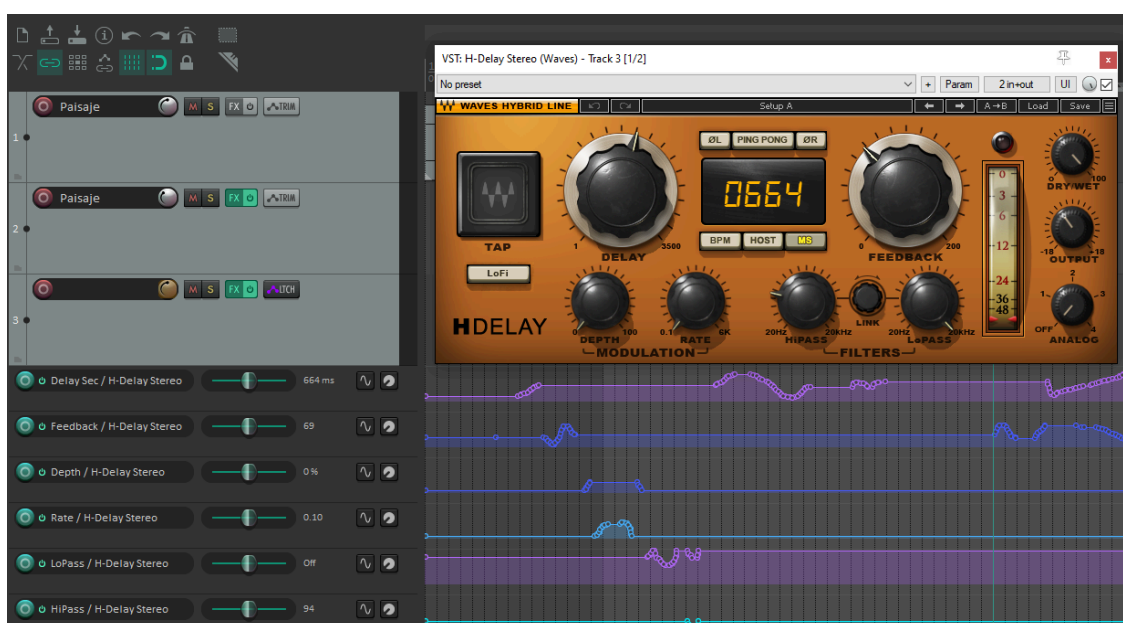 VST: H-Delay Stereo (Waves) - Track 3 [1/2]
x
No preset + Param 2 in+out UI
WAVES HYBRID LINE Setup A A→B Load Save
Paisaje M S FX TRIM
1
Paisaje M S FX TRIM
2
M S FX LTCH
3
ØL PING PONG ØR
0664
BPM HOST MS
TAP
LoFi
1 3500
DELAY
0 200
FEEDBACK
0 100
DRY/WET
-18 +18
OUTPUT
OFF 1 2 3 4
ANALOG
0
3
6
12
24
36
48
HDELAY
0 100
DEPTH
0.1 6K
RATE
MODULATION
20Hz 20kHz
HiPASS
LINK
20Hz 20kHz
LoPASS
FILTERS
Delay Sec / H-Delay Stereo 664 ms
Feedback / H-Delay Stereo 69
Depth / H-Delay Stereo 0 %
Rate / H-Delay Stereo 0.10
LoPass / H-Delay Stereo Off
HiPass / H-Delay Stereo 94